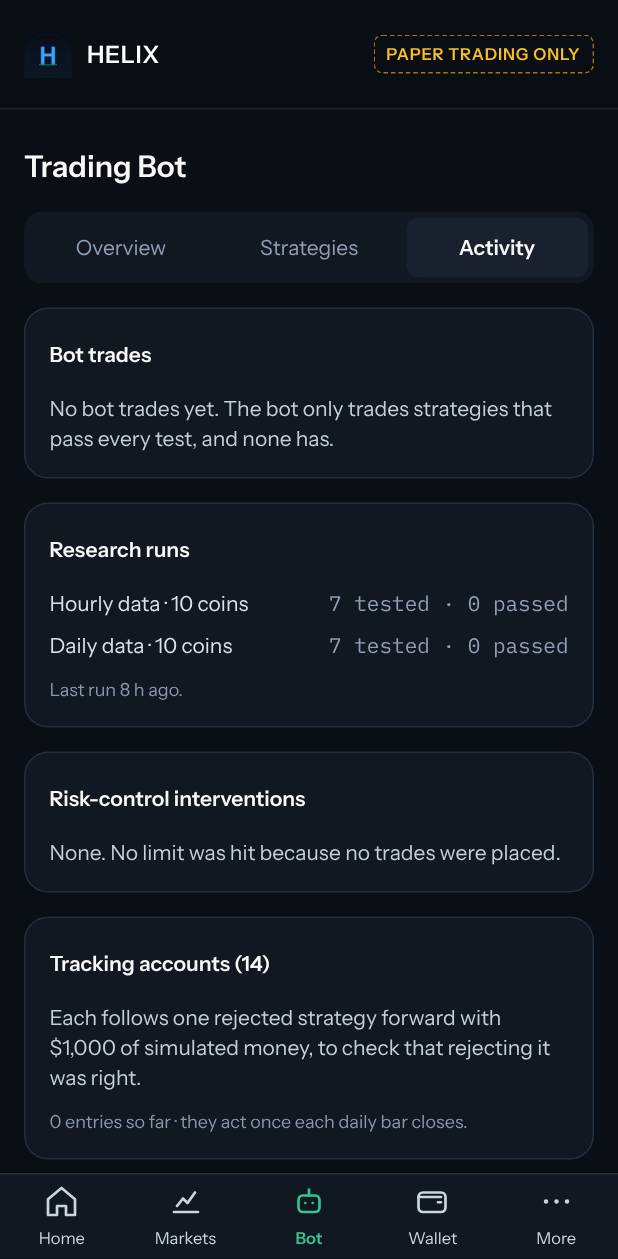 H HELIX
PAPER TRADING ONLY
Trading Bot
Overview Strategies Activity
Bot trades
No bot trades yet. The bot only trades strategies that
pass every test, and none has.
Research runs
Hourly data · 10 coins 7 tested · 0 passed
Daily data · 10 coins 7 tested · 0 passed
Last run 8 h ago.
Risk-control interventions
None. No limit was hit because no trades were placed.
Tracking accounts (14)
Each follows one rejected strategy forward with
$1,000 of simulated money, to check that rejecting it
was right.
0 entries so far · they act once each daily bar closes.
Home Markets Bot Wallet More